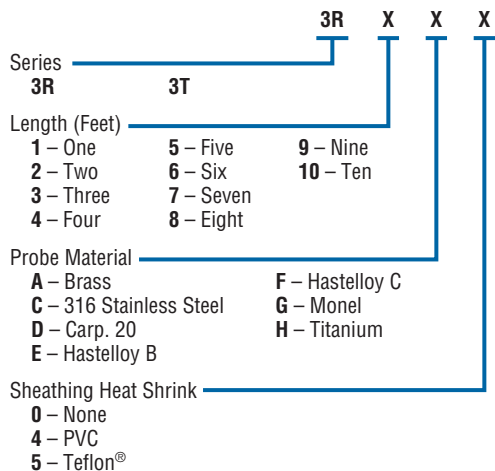 3R X X X
Series
3R 3T
Length (Feet)
1 – One 5 – Five 9 – Nine
2 – Two 6 – Six 10 – Ten
3 – Three 7 – Seven
4 – Four 8 – Eight
Probe Material
A – Brass F – Hastelloy C
C – 316 Stainless Steel G – Monel
D – Carp. 20 H – Titanium
E – Hastelloy B
Sheathing Heat Shrink
0 – None
4 – PVC
5 – Teflon®